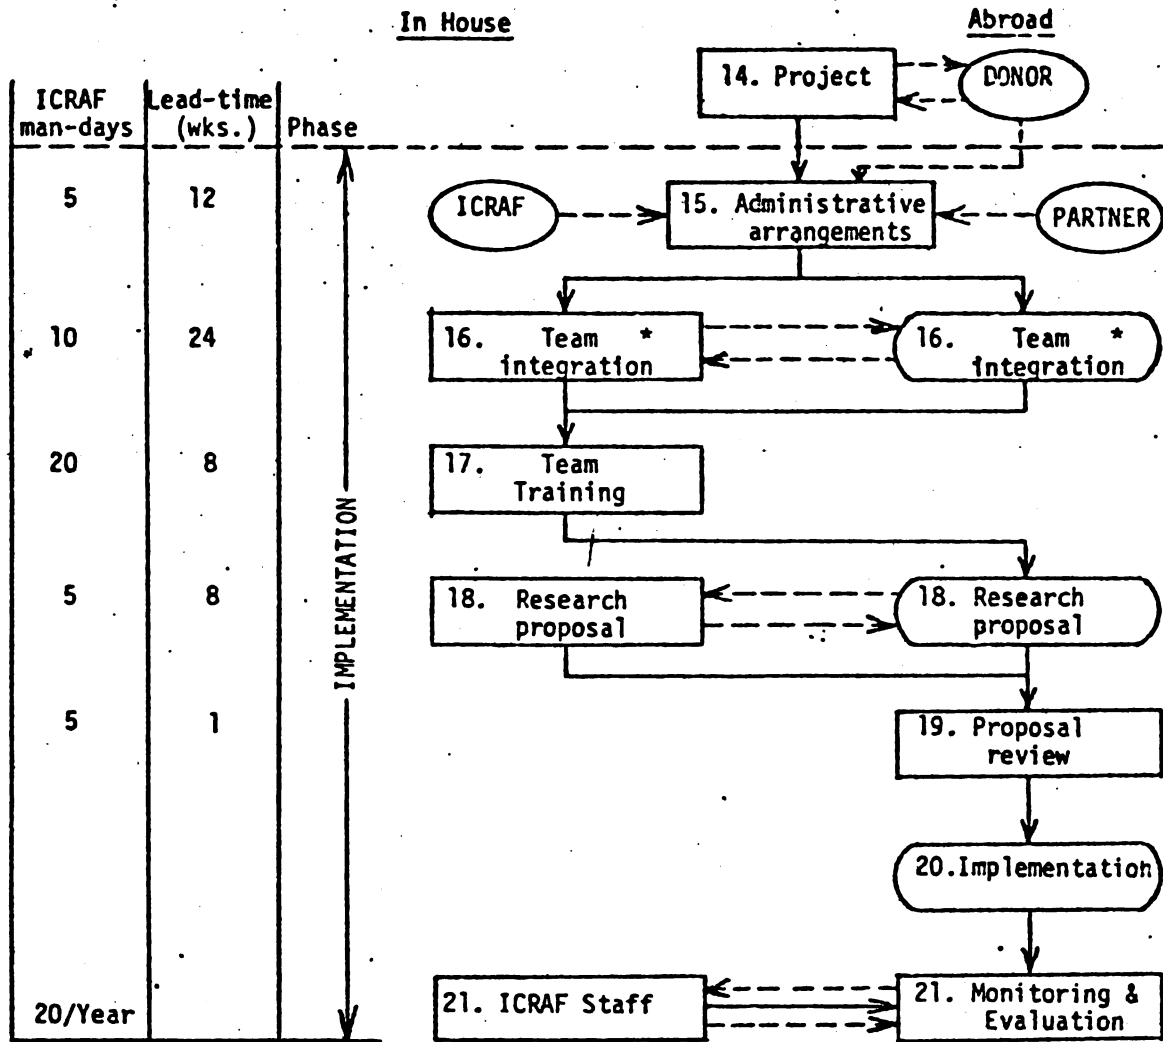 In House
Abroad
14. Project
DONOR
ICRAF
man-days
Lead-time
(wks.)
Phase
5
12
ICRAF
15. Administrative
arrangements
PARTNER
10
24
16. Team *
integration
16. Team *
integration
20
8
17. Team
Training
IMPLEMENTATION
5
8
18. Research
proposal
18. Research
proposal
5
1
19. Proposal
review
20.Implementation
20/Year
21. ICRAF Staff
21. Monitoring &
Evaluation